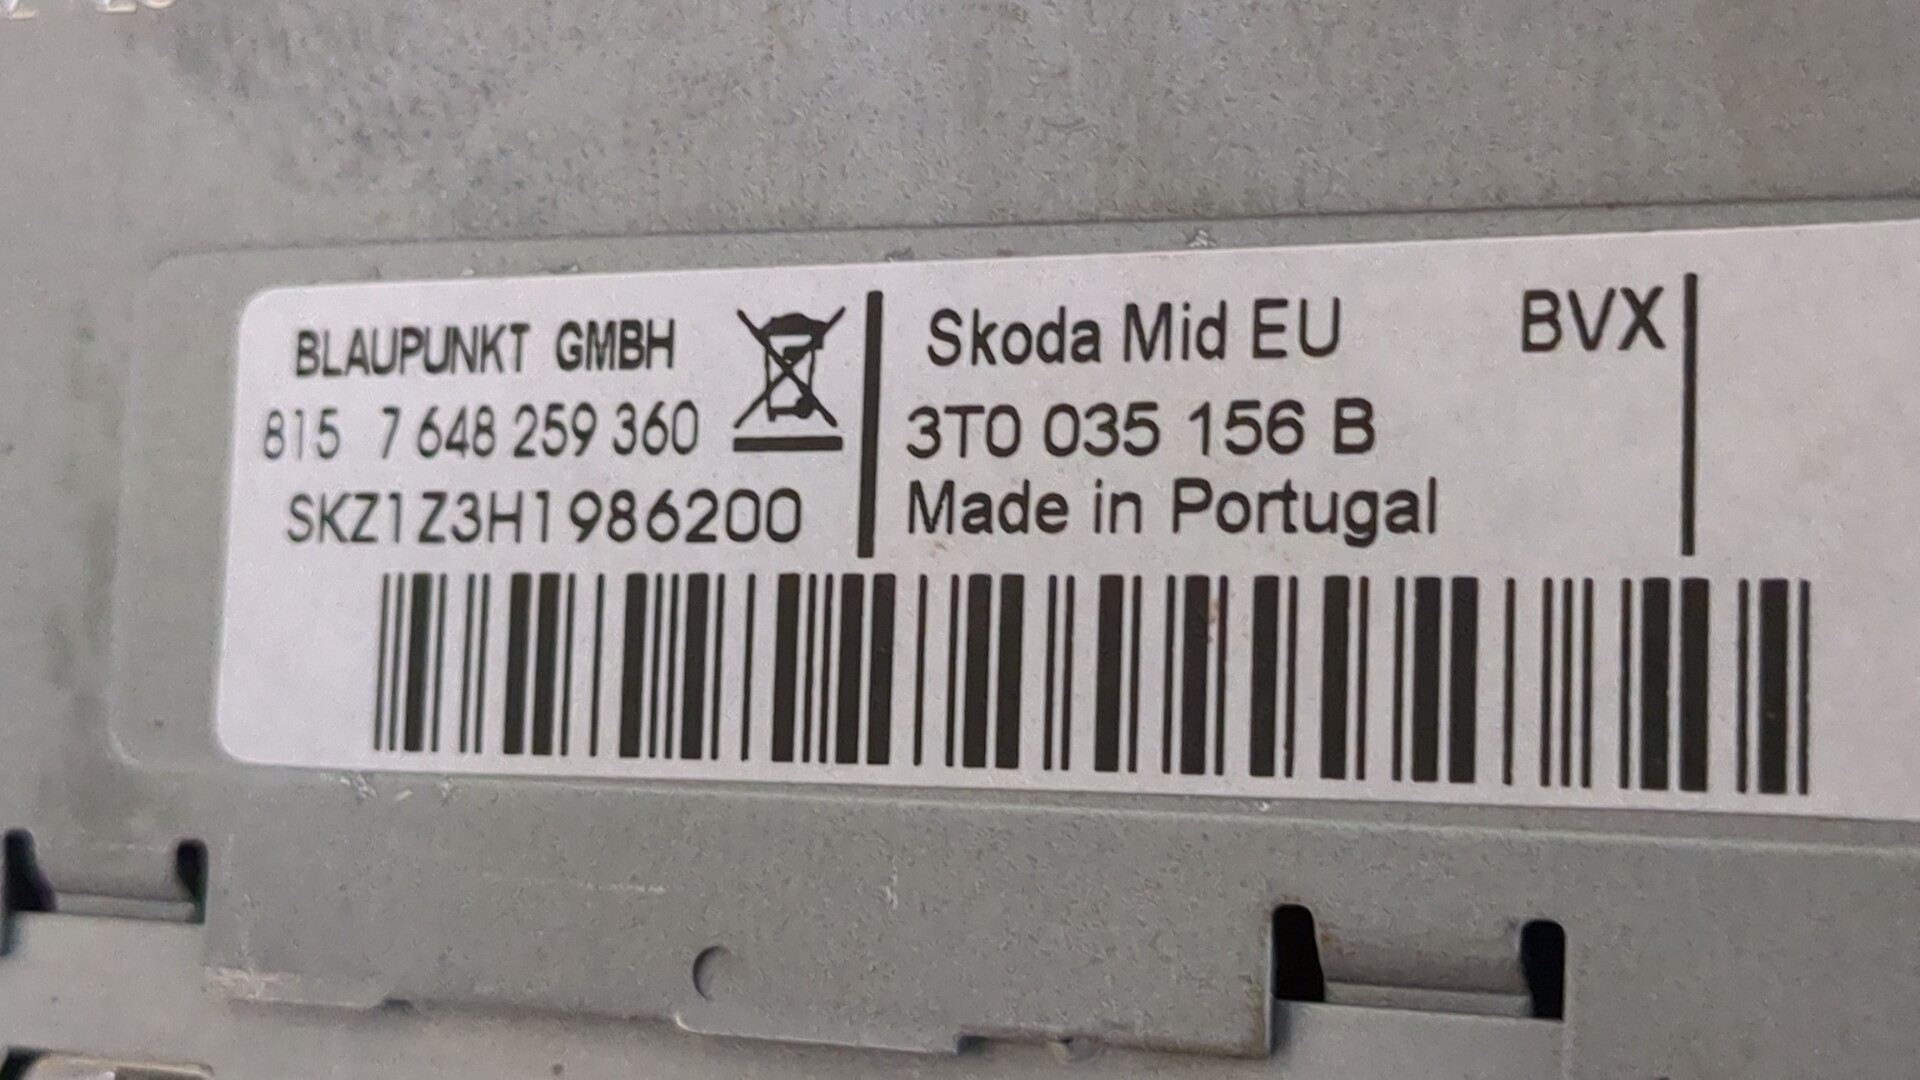 BLAUPUNKT GMBH
815 7 648 259 360
SKZ1Z3H1986200
Skoda Mid EU BVX
3T0 035 156 B
Made in Portugal